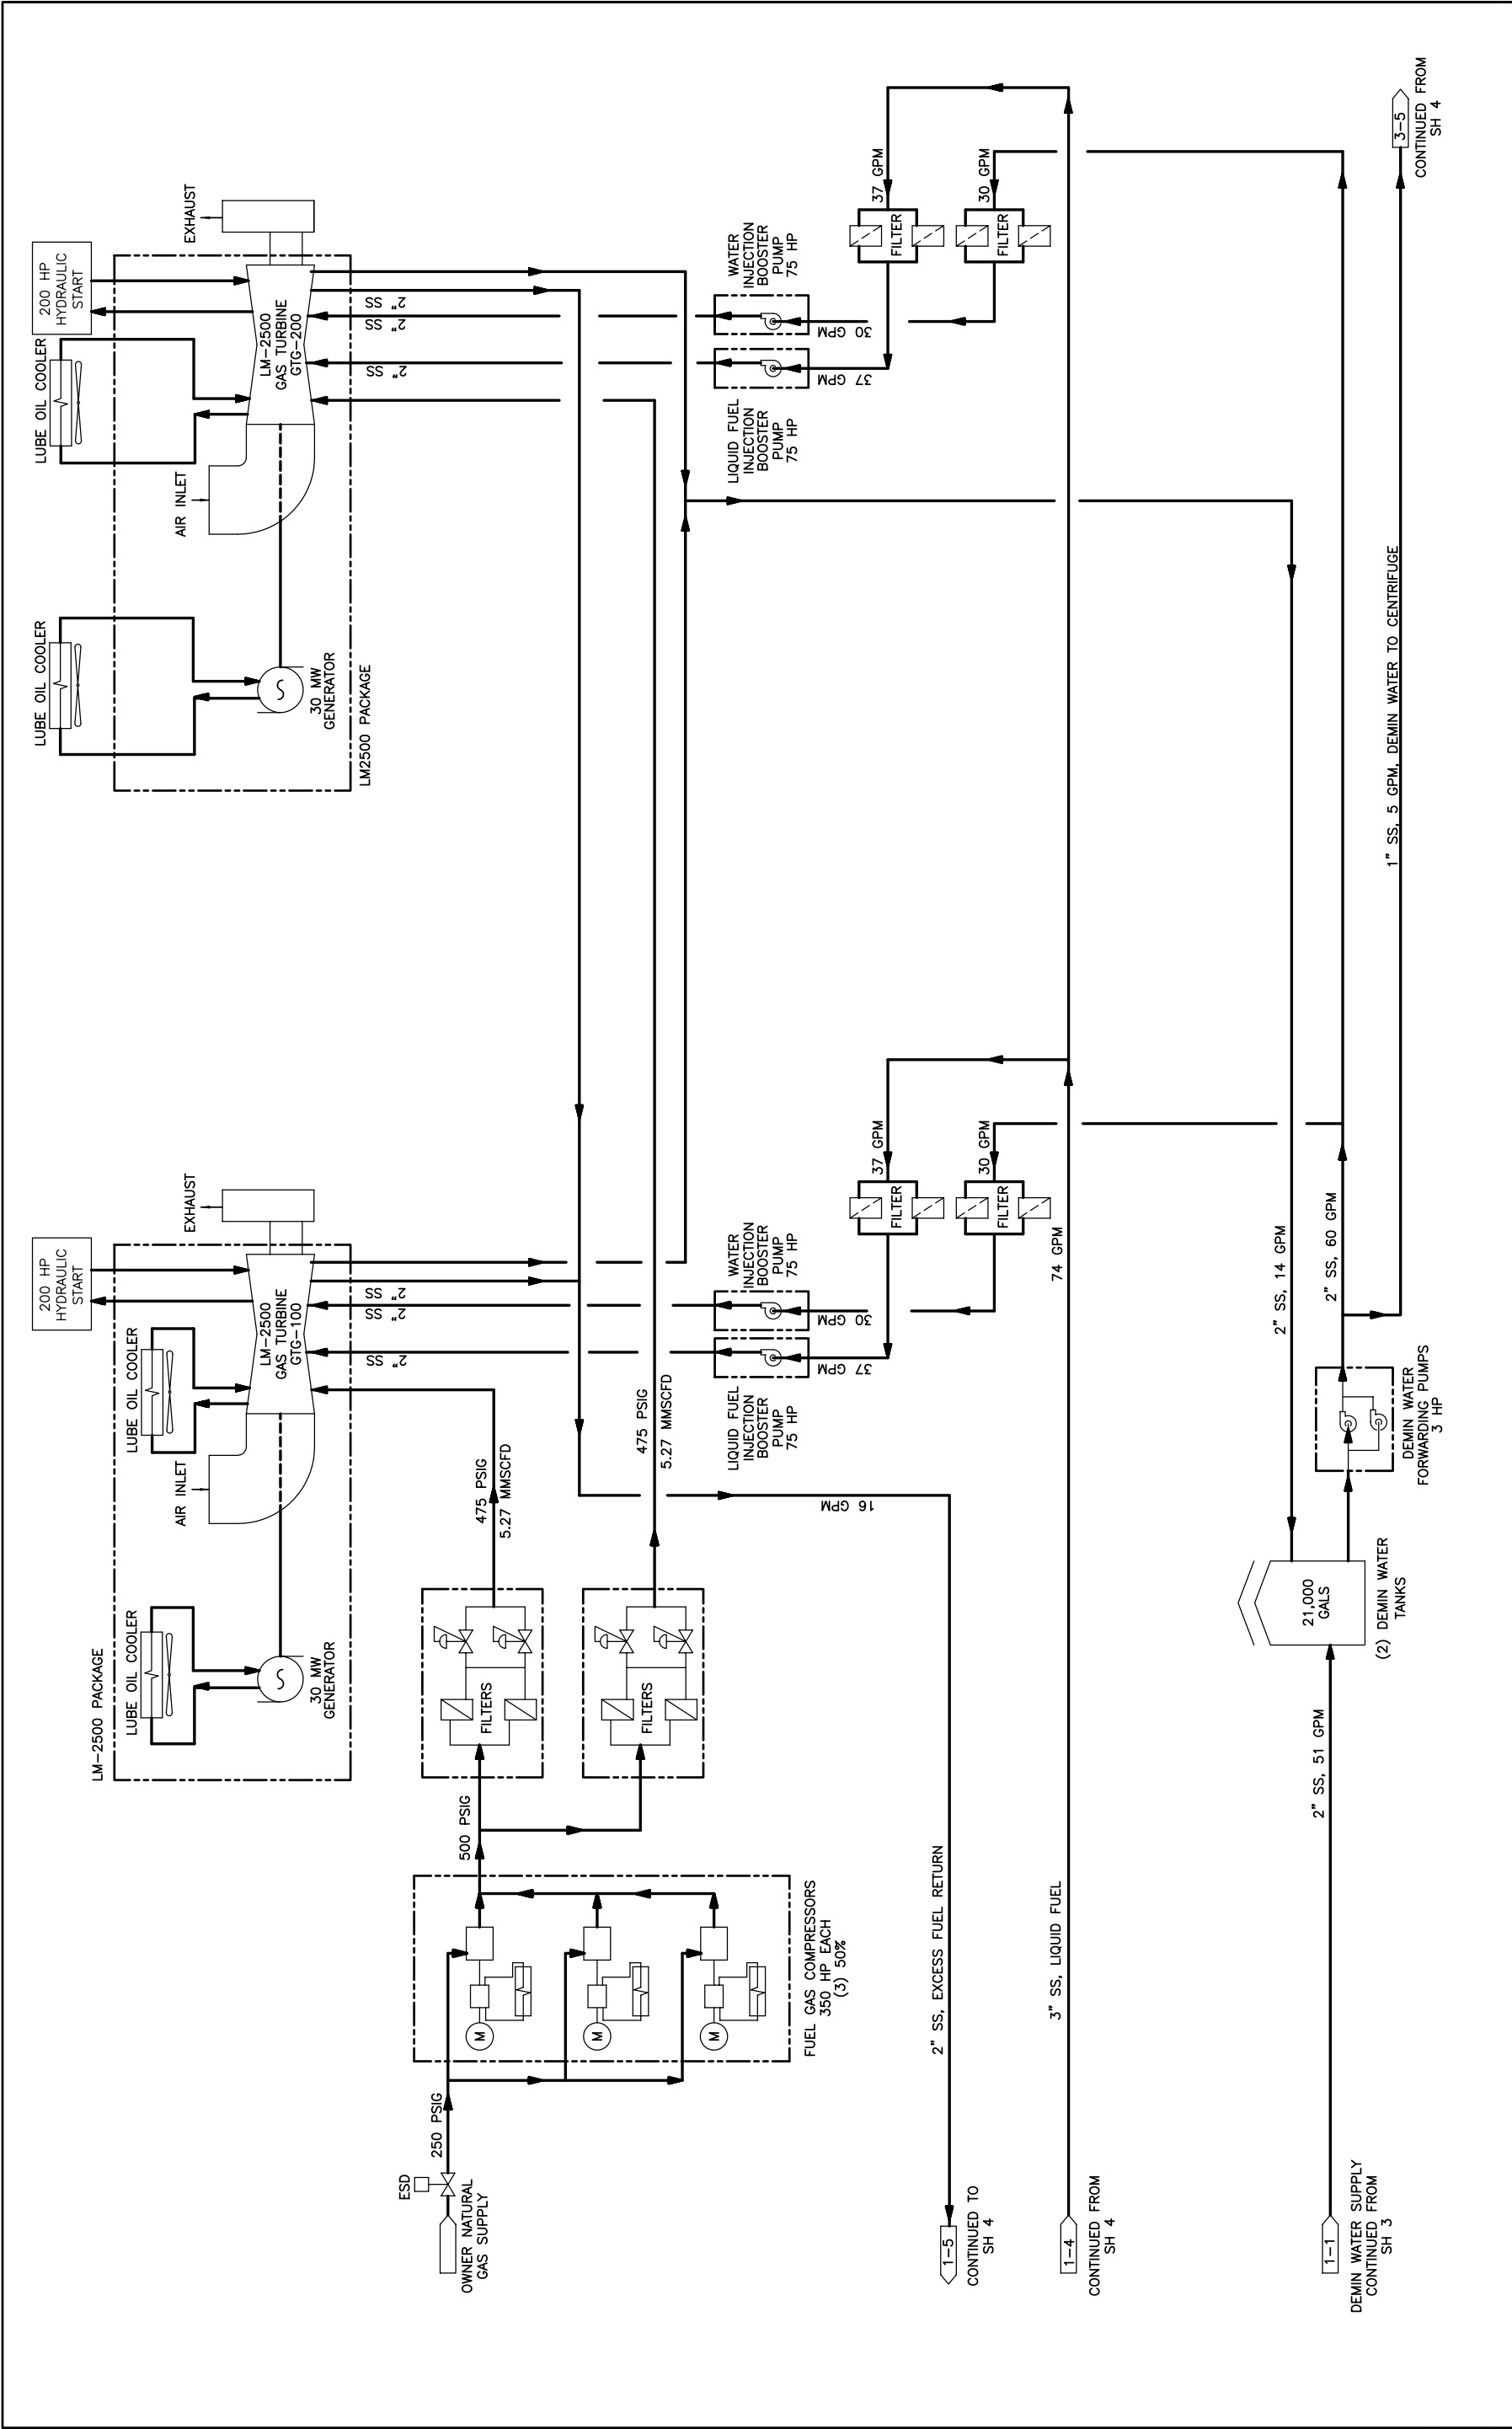 LM-2500 PACKAGE
LUBE OIL COOLER
30 MW
GENERATOR
LUBE OIL COOLER
AIR INLET
200 HP
HYDRAULIC
START
LM-2500
GAS TURBINE
GTG-100
EXHAUST
LUBE OIL COOLER
30 MW
GENERATOR
LM2500 PACKAGE
LUBE OIL COOLER
AIR INLET
200 HP
HYDRAULIC
START
LM-2500
GAS TURBINE
GTG-200
EXHAUST
ESD
OWNER NATURAL
GAS SUPPLY
250 PSIG
M
M
M
FUEL GAS COMPRESSORS
350 HP EACH
(3) 50%
500 PSIG
FILTERS
FILTERS
475 PSIG
5.27 MMSCFD
475 PSIG
5.27 MMSCFD
2" SS
2" SS
2" SS
2" SS
2" SS
2" SS
LIQUID FUEL
INJECTION
BOOSTER
PUMP
75 HP
WATER
INJECTION
BOOSTER
PUMP
75 HP
37 GPM
30 GPM
37 GPM
FILTER
30 GPM
FILTER
LIQUID FUEL
INJECTION
BOOSTER
PUMP
75 HP
WATER
INJECTION
BOOSTER
PUMP
75 HP
37 GPM
30 GPM
37 GPM
FILTER
30 GPM
FILTER
16 GPM
1-5
CONTINUED TO
SH 4
2" SS, EXCESS FUEL RETURN
1-4
CONTINUED FROM
SH 4
3" SS, LIQUID FUEL
74 GPM
1-1
DEMIN WATER SUPPLY
CONTINUED FROM
SH 3
2" SS, 51 GPM
21,000
GALS
(2) DEMIN WATER
TANKS
DEMIN WATER
FORWARDING PUMPS
3 HP
2" SS, 14 GPM
2" SS, 60 GPM
1" SS, 5 GPM, DEMIN WATER TO CENTRIFUGE
3-5
CONTINUED FROM
SH 4